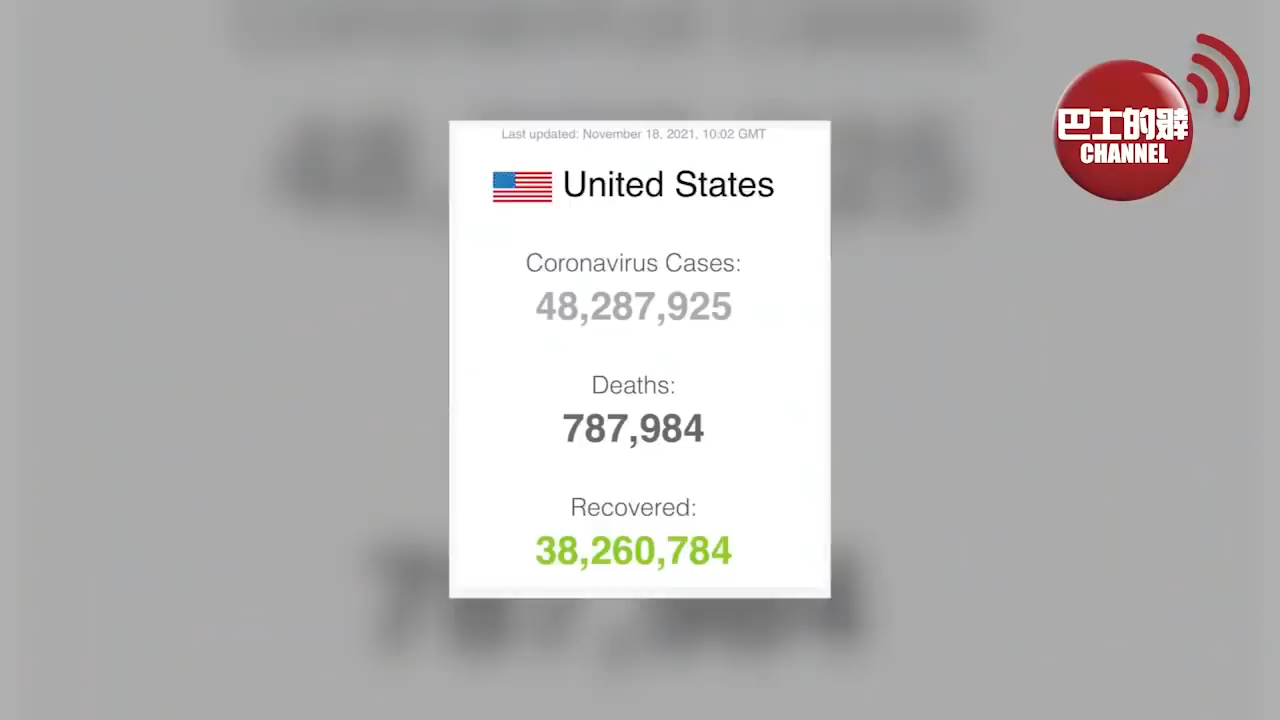 Last updated: November 18, 2021, 10:02 GMT
United States
Coronavirus Cases:
48,287,925
Deaths:
787,984
Recovered:
38,260,784
巴士的報
CHANNEL